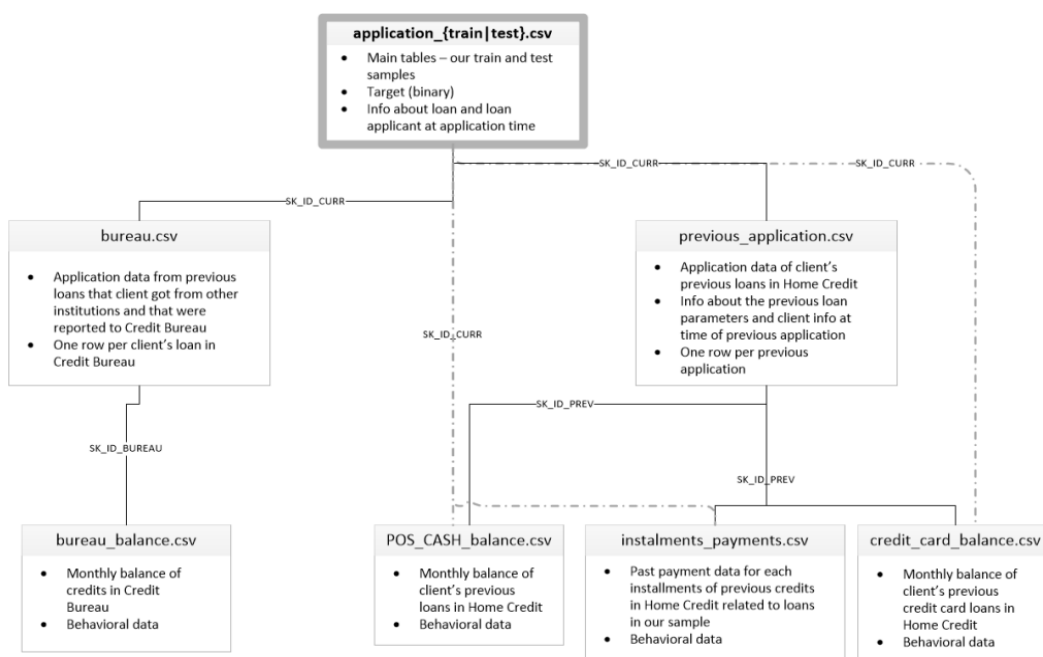 application_{train|test}.csv
• Main tables – our train and test
samples
• Target (binary)
• Info about loan and loan
applicant at application time
SK_ID_CURR
SK_ID_CURR
SK_ID_CURR
bureau.csv
• Application data from previous
loans that client got from other
institutions and that were
reported to Credit Bureau
• One row per client's loan in
Credit Bureau
SK_ID_CURR
previous_application.csv
• Application data of client's
previous loans in Home Credit
• Info about the previous loan
parameters and client info at
time of previous application
• One row per previous
application
SK_ID_PREV
SK_ID_BUREAU
SK_ID_PREV
bureau_balance.csv
• Monthly balance of
credits in Credit
Bureau
• Behavioral data
POS_CASH_balance.csv
• Monthly balance of
client's previous
loans in Home Credit
• Behavioral data
instalments_payments.csv
• Past payment data for each
installments of previous credits
in Home Credit related to loans
in our sample
• Behavioral data
credit_card_balance.csv
• Monthly balance of
client's previous
credit card loans in
Home Credit
• Behavioral data